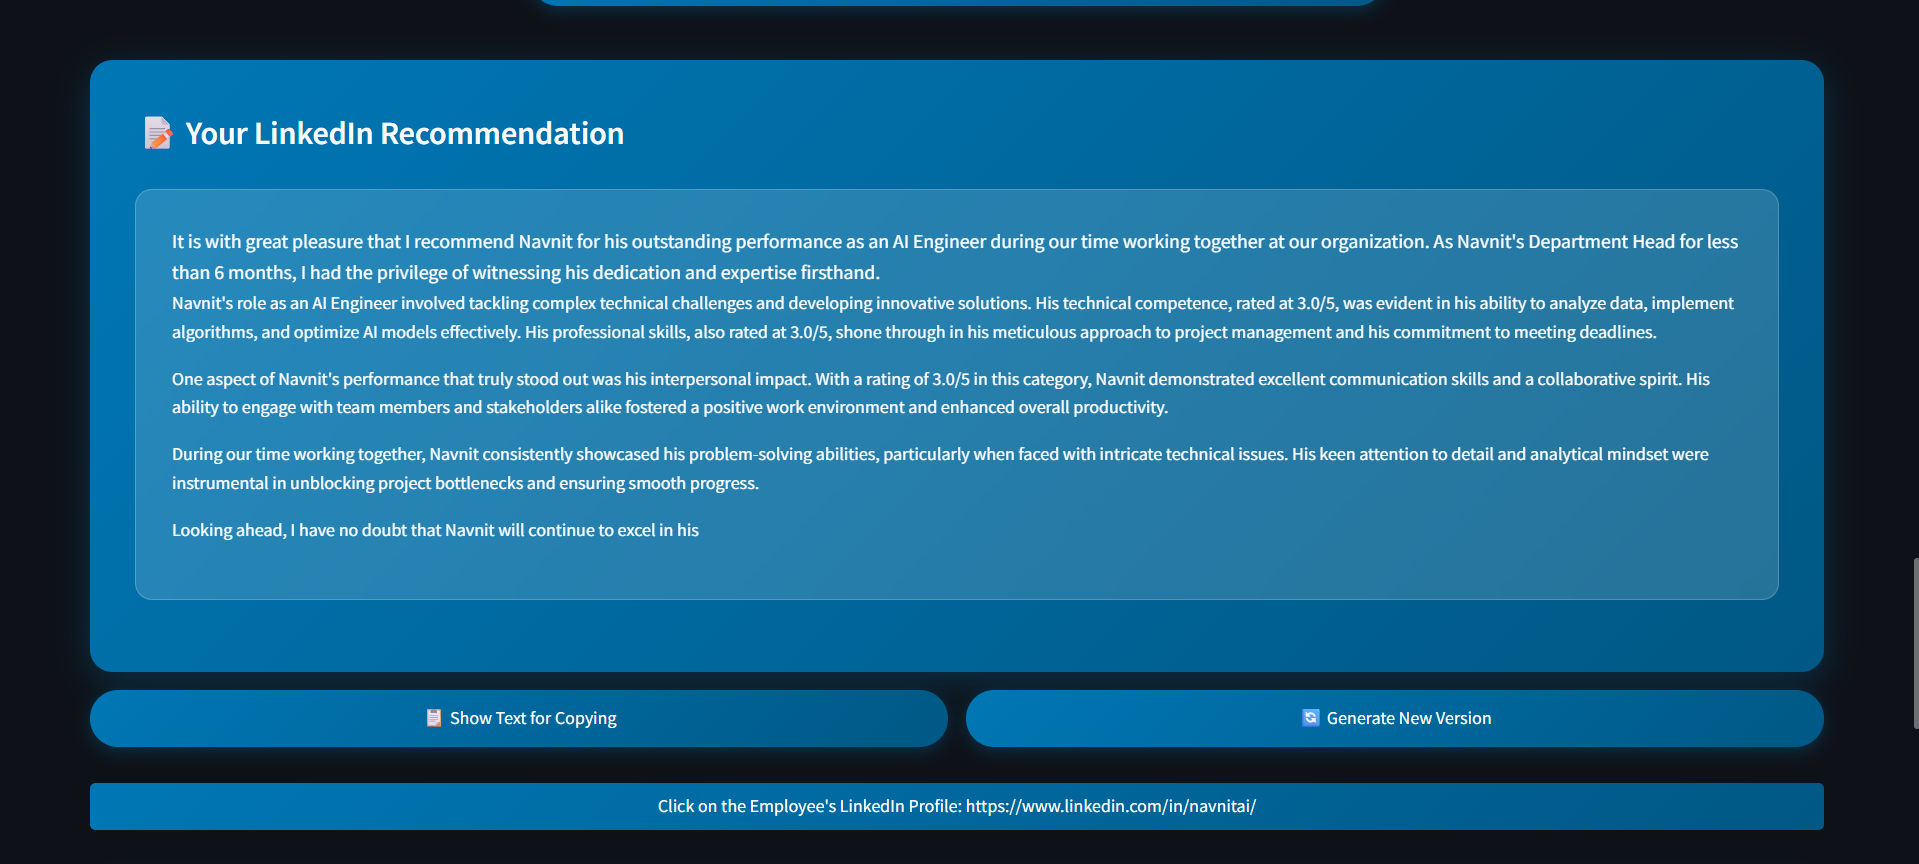 Your LinkedIn Recommendation
It is with great pleasure that I recommend Navnit for his outstanding performance as an AI Engineer during our time working together at our organization. As Navnit's Department Head for less
than 6 months, I had the privilege of witnessing his dedication and expertise firsthand.
Navnit's role as an AI Engineer involved tackling complex technical challenges and developing innovative solutions. His technical competence, rated at 3.0/5, was evident in his ability to analyze data, implement
algorithms, and optimize AI models effectively. His professional skills, also rated at 3.0/5, shone through in his meticulous approach to project management and his commitment to meeting deadlines.
One aspect of Navnit's performance that truly stood out was his interpersonal impact. With a rating of 3.0/5 in this category, Navnit demonstrated excellent communication skills and a collaborative spirit. His
ability to engage with team members and stakeholders alike fostered a positive work environment and enhanced overall productivity.
During our time working together, Navnit consistently showcased his problem-solving abilities, particularly when faced with intricate technical issues. His keen attention to detail and analytical mindset were
instrumental in unblocking project bottlenecks and ensuring smooth progress.
Looking ahead, I have no doubt that Navnit will continue to excel in his
Show Text for Copying
Generate New Version
Click on the Employee's LinkedIn Profile: https://www.linkedin.com/in/navnitai/